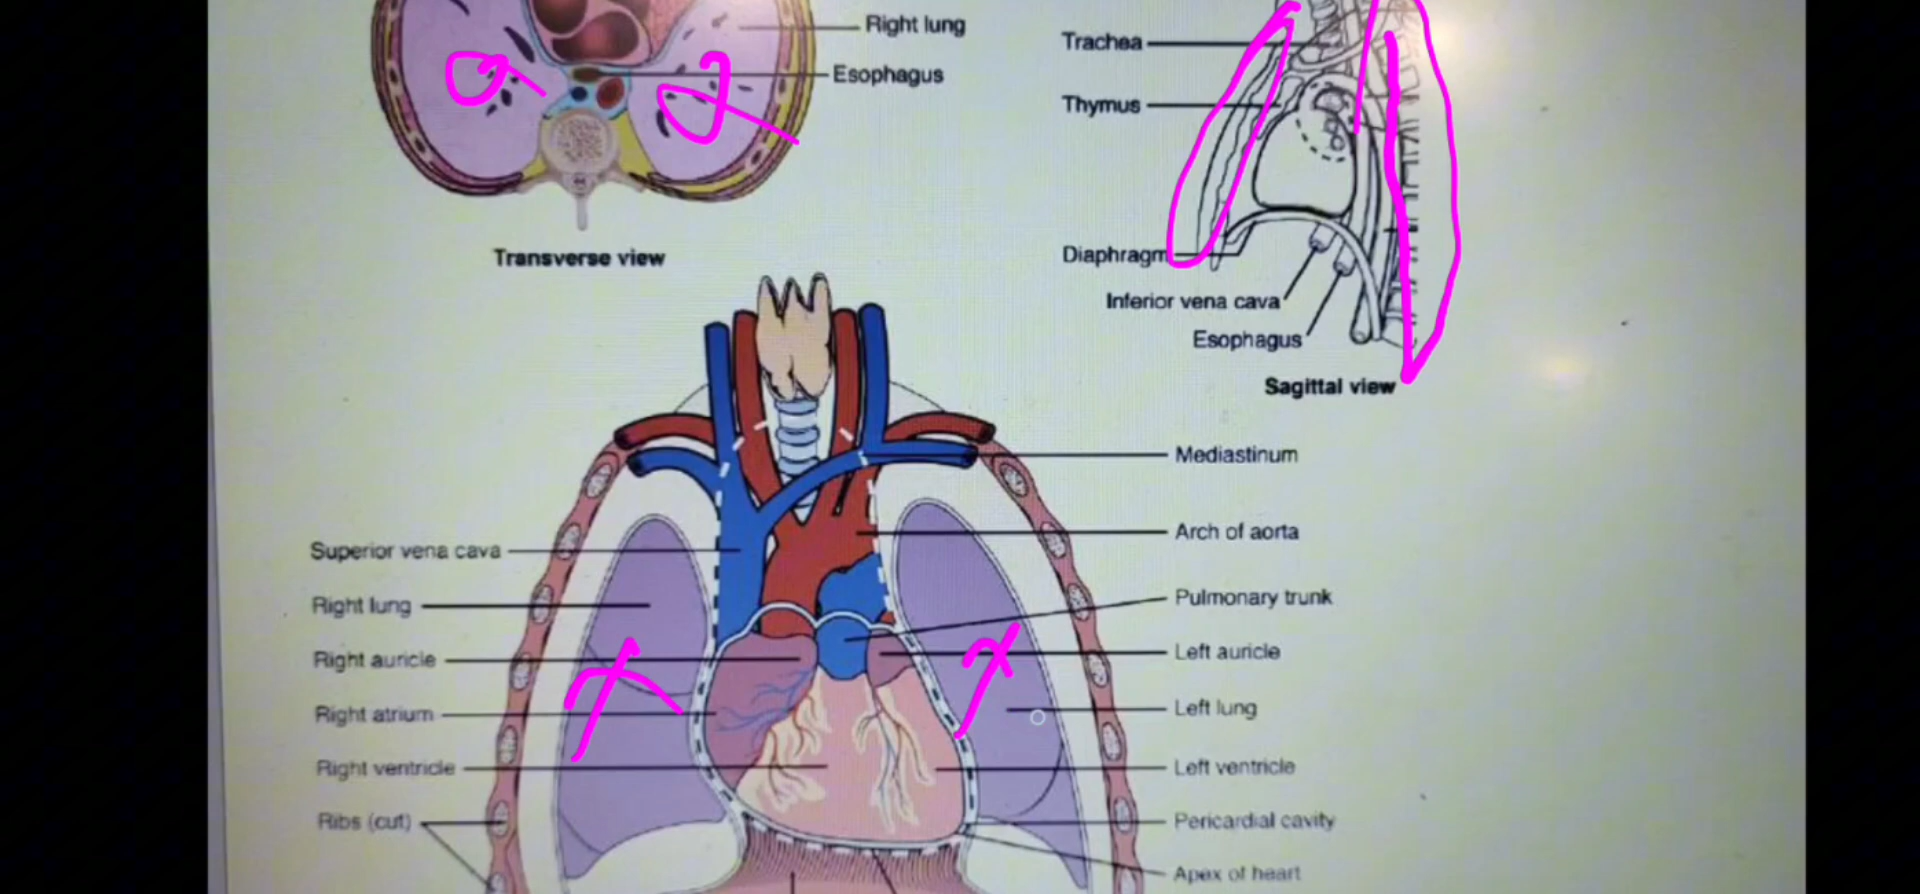 Right lung
Esophagus
Transverse view
Trachea
Thymus
Diaphragm
Inferior vena cava
Esophagus
Sagittal view
Mediastinum
Arch of aorta
Superior vena cava
Pulmonary trunk
Right lung
Left auricle
Right auricle
Left lung
Right atrium
Left ventricle
Right ventricle
Pericardial cavity
Ribs (cut)
Apex of heart